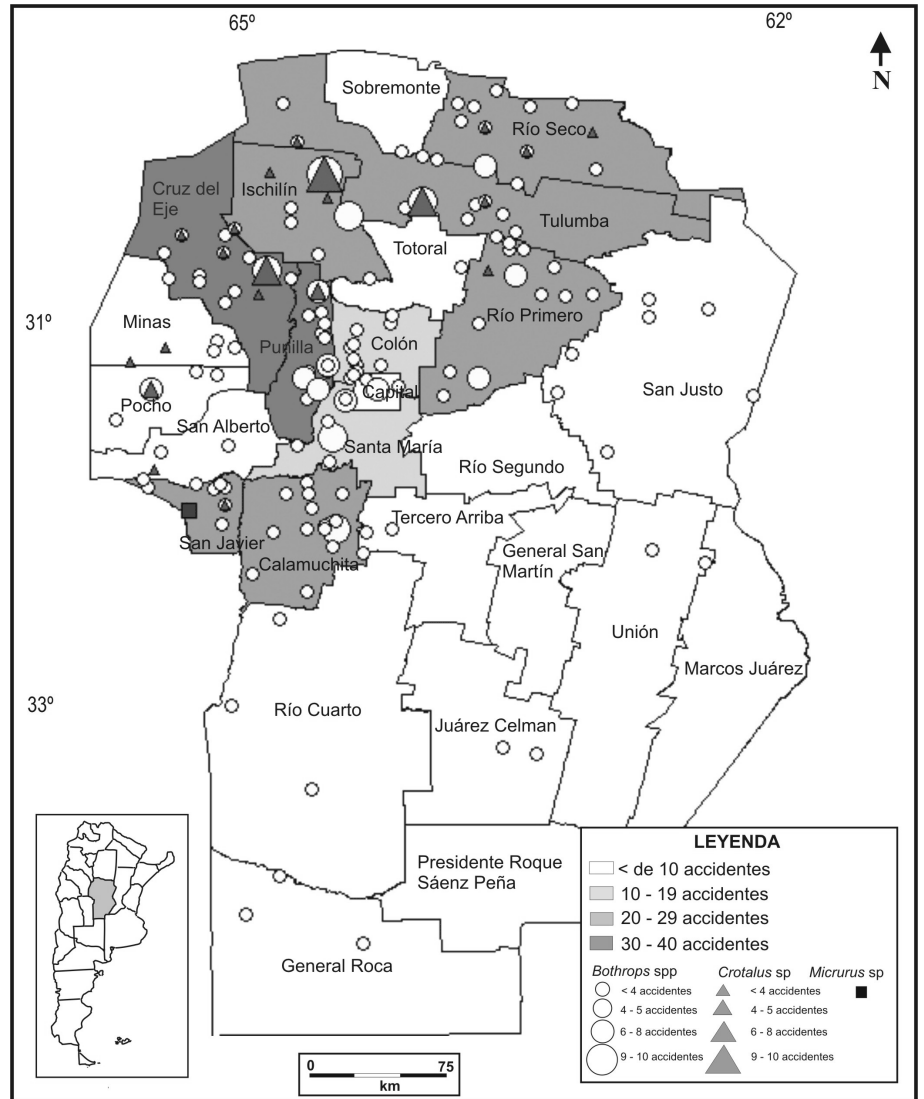 65º
62º
N
Sobremonte
Río Seco
Cruz del
Eje
Ischilín
Tulumba
Totoral
31º
Minas
Río Primero
Colón
Punilla
San Justo
Capital
Pocho
San Alberto
Santa María
Río Segundo
Tercero Arriba
San Javier
General San
Martín
Calamuchita
Unión
Marcos Juárez
33º
Río Cuarto
Juárez Celman
LEYENDA
< de 10 accidentes
10 - 19 accidentes
20 - 29 accidentes
30 - 40 accidentes
Presidente Roque
Sáenz Peña
General Roca
Bothrops spp Crotalus sp Micrurus sp
< 4 accidentes < 4 accidentes
4 - 5 accidentes 4 - 5 accidentes
6 - 8 accidentes 6 - 8 accidentes
9 - 10 accidentes 9 - 10 accidentes
0 75
km